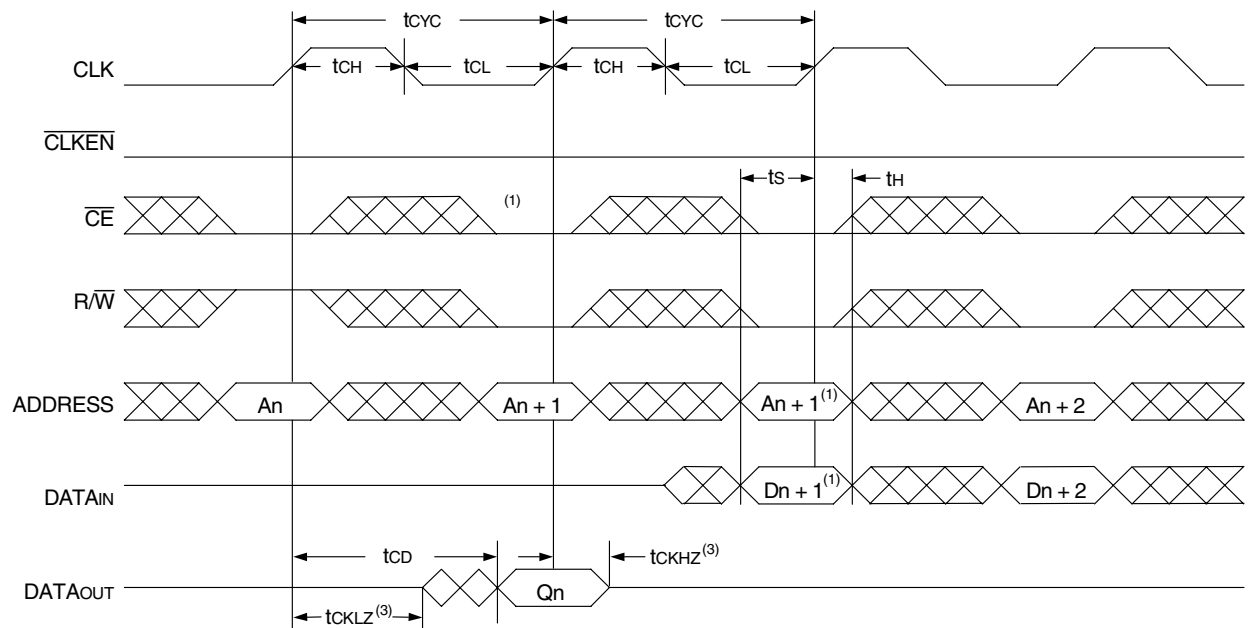 tCYC tCYC
CLK tCH tCL tCH tCL
CLKEN
tS tH
CE (1)
R/W
ADDRESS An An + 1 An + 1(1) An + 2
DATAIN Dn + 1(1) Dn + 2
tCD tCKHZ(3)
DATAOUT Qn
tCKLZ(3)